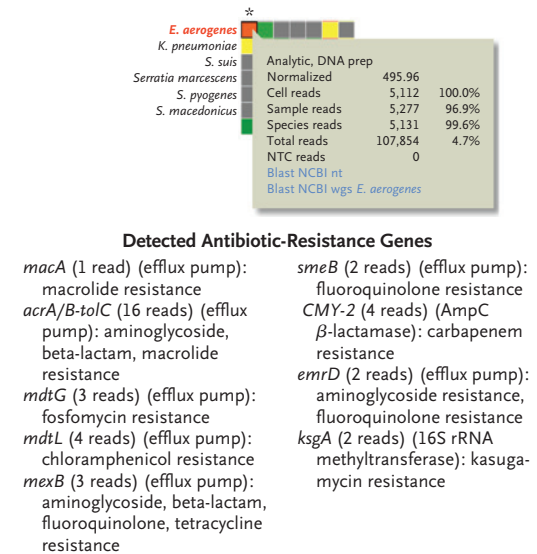 *
E. aerogenes
K. pneumoniae
S. suis
Serratia marcescens
S. pyogenes
S. macedonicus
Analytic, DNA prep
Normalized 495.96
Cell reads 5,112 100.0%
Sample reads 5,277 96.9%
Species reads 5,131 99.6%
Total reads 107,854 4.7%
NTC reads 0
Blast NCBI nt
Blast NCBI wgs E. aerogenes
Detected Antibiotic-Resistance Genes
macA (1 read) (efflux pump):
macrolide resistance
acrA/B-tolC (16 reads) (efflux
pump): aminoglycoside,
beta-lactam, macrolide
resistance
mdtG (3 reads) (efflux pump):
fosfomycin resistance
mdtL (4 reads) (efflux pump):
chloramphenicol resistance
mexB (3 reads) (efflux pump):
aminoglycoside, beta-lactam,
fluoroquinolone, tetracycline
resistance
smeB (2 reads) (efflux pump):
fluoroquinolone resistance
CMY-2 (4 reads) (AmpC
β-lactamase): carbapenem
resistance
emrD (2 reads) (efflux pump):
aminoglycoside resistance,
fluoroquinolone resistance
ksgA (2 reads) (16S rRNA
methyltransferase): kasuga-
mycin resistance